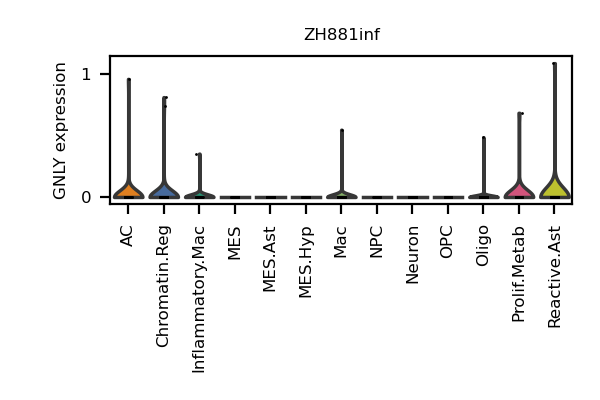 ZH881inf
GNLY expression
1
0
AC
Chromatin.Reg
Inflammatory.Mac
MES
MES.Ast
MES.Hyp
Mac
NPC
Neuron
OPC
Oligo
Prolif.Metab
Reactive.Ast